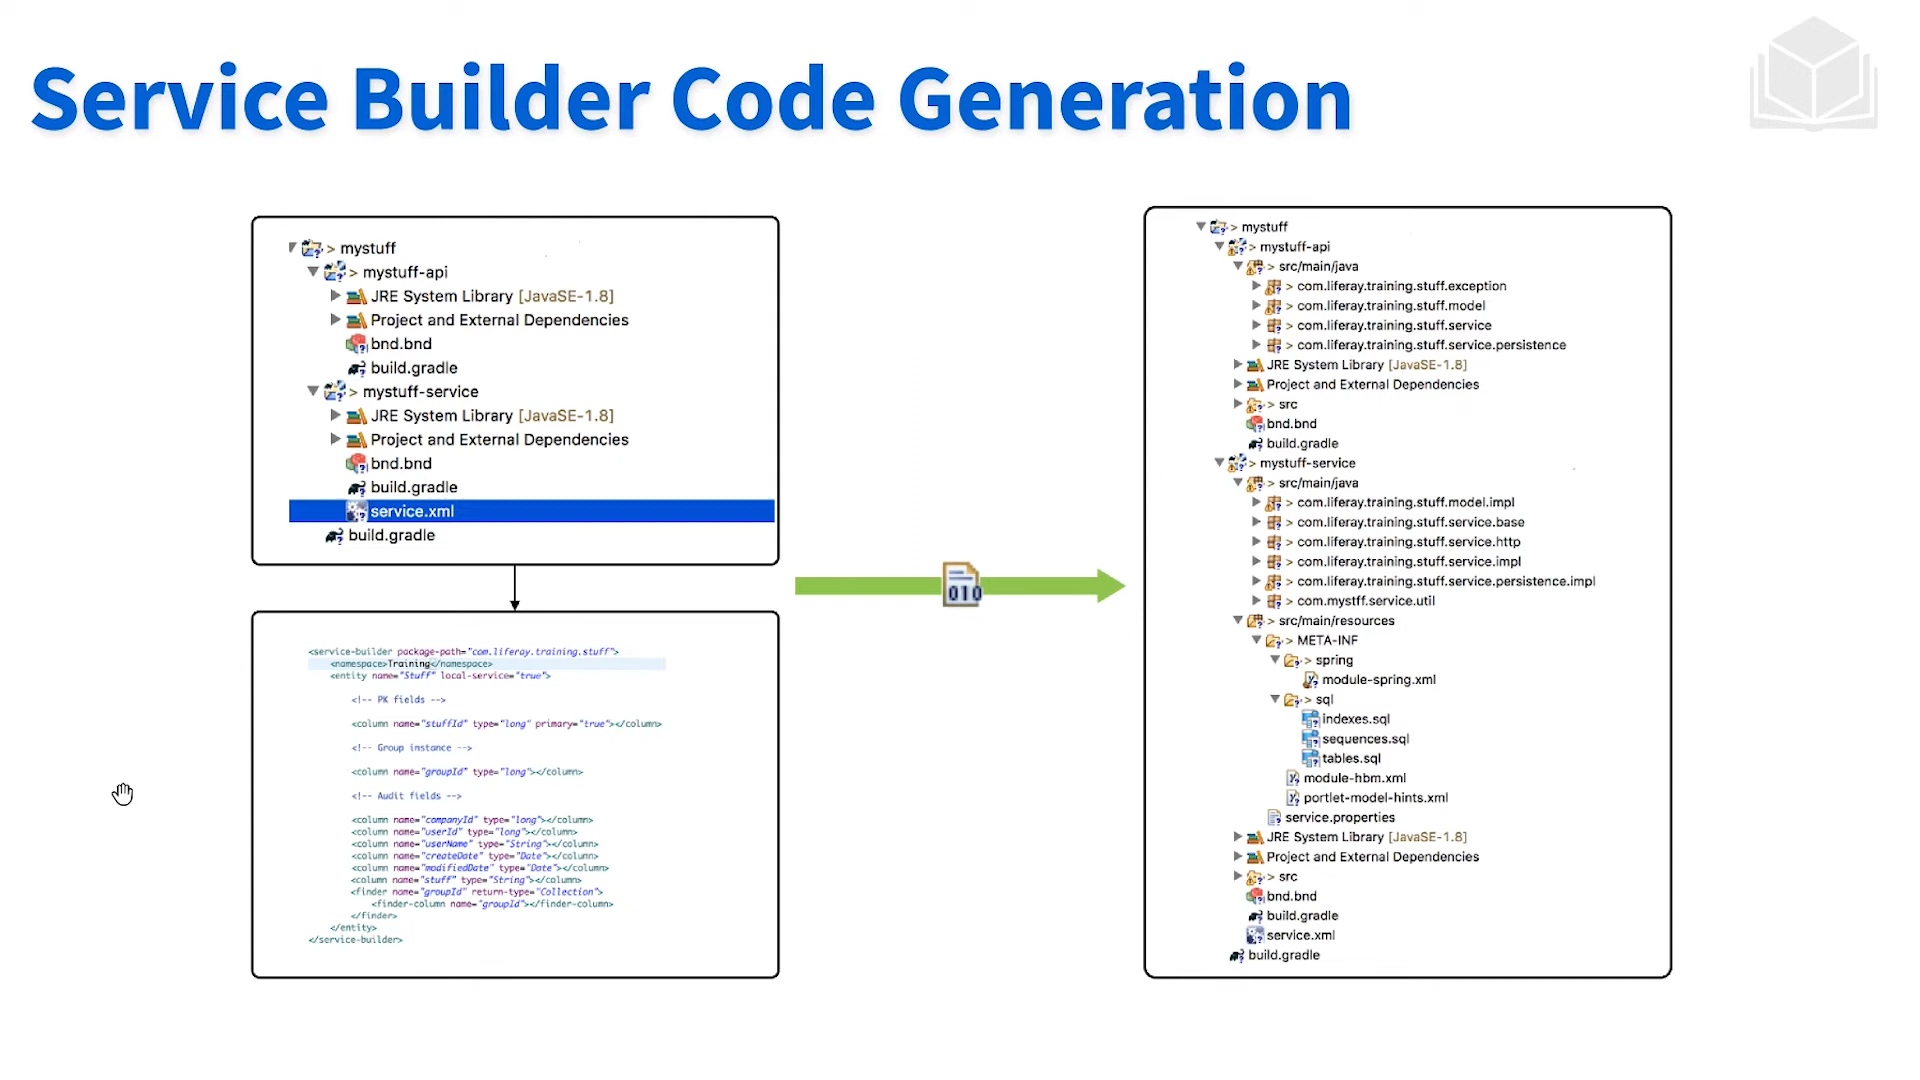 Service Builder Code Generation
> mystuff
> mystuff-api
JRE System Library [JavaSE-1.8]
Project and External Dependencies
bnd.bnd
build.gradle
> mystuff-service
JRE System Library [JavaSE-1.8]
Project and External Dependencies
bnd.bnd
build.gradle
service.xml
build.gradle
<service-builder package-path="com.liferay.training.stuff">
<namespace>Training</namespace>
<entity name="Stuff" local-service="true">
<!-- PK fields -->
<column name="stuffId" type="long" primary="true"></column>
<!-- Group instance -->
<column name="groupId" type="long"></column>
<!-- Audit fields -->
<column name="companyId" type="long"></column>
<column name="userId" type="long"></column>
<column name="userName" type="String"></column>
<column name="createDate" type="Date"></column>
<column name="modifiedDate" type="Date"></column>
<column name="stuff" type="String"></column>
<finder name="groupId" return-type="Collection">
<finder-column name="groupId"></finder-column>
</finder>
</entity>
</service-builder>
010
> mystuff
> mystuff-api
> src/main/java
> com.liferay.training.stuff.exception
> com.liferay.training.stuff.model
> com.liferay.training.stuff.service
> com.liferay.training.stuff.service.persistence
JRE System Library [JavaSE-1.8]
Project and External Dependencies
> src
bnd.bnd
build.gradle
> mystuff-service
> src/main/java
> com.liferay.training.stuff.model.impl
> com.liferay.training.stuff.service.base
> com.liferay.training.stuff.service.http
> com.liferay.training.stuff.service.impl
> com.liferay.training.stuff.service.persistence.impl
> com.mystff.service.util
> src/main/resources
> META-INF
> spring
module-spring.xml
> sql
indexes.sql
sequences.sql
tables.sql
module-hbm.xml
portlet-model-hints.xml
service.properties
JRE System Library [JavaSE-1.8]
Project and External Dependencies
> src
bnd.bnd
build.gradle
service.xml
build.gradle